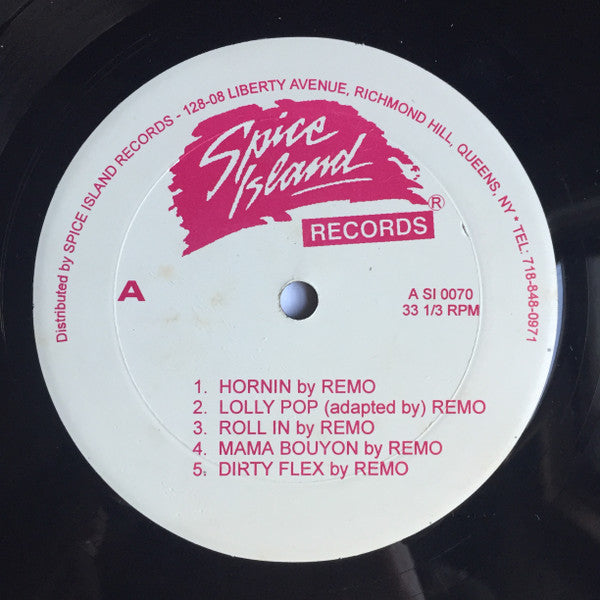 Distributed by SPICE ISLAND RECORDS - 128-08 LIBERTY AVENUE, RICHMOND HILL, QUEENS, NY * TEL: 718-848-0971
Spice
Island
RECORDS ®
A
A SI 0070
33 1/3 RPM
1. HORNIN by REMO
2. LOLLY POP (adapted by) REMO
3. ROLL IN by REMO
4. MAMA BOUYON by REMO
5. DIRTY FLEX by REMO